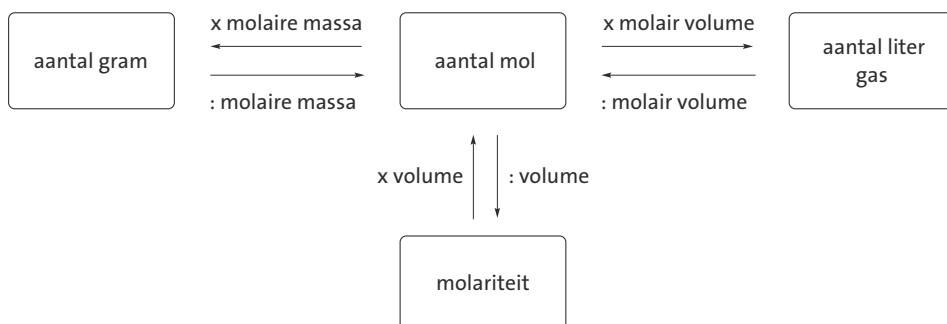 x molaire massa
x molair volume
aantal gram
aantal mol
aantal liter
gas
: molaire massa
: molair volume
x volume
: volume
molariteit